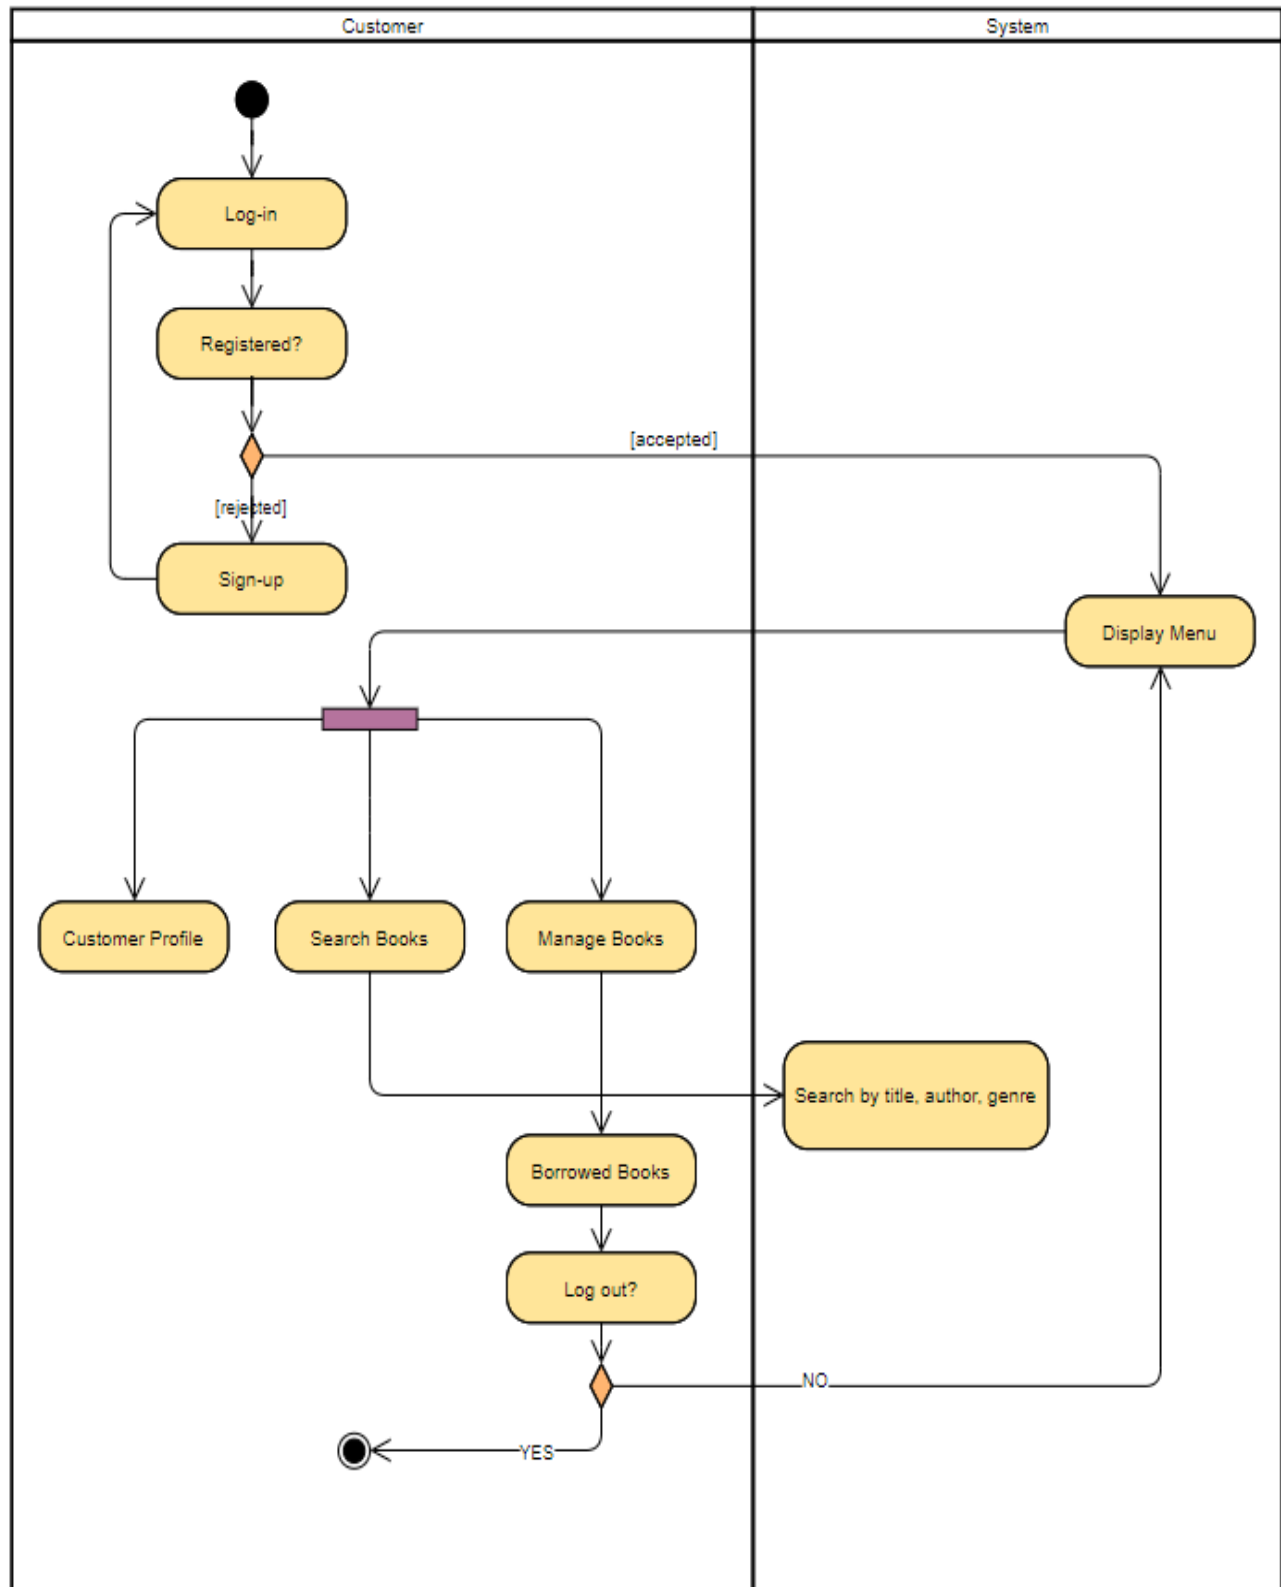 Customer
System
Log-in
Registered?
[accepted]
[rejected]
Sign-up
Display Menu
Customer Profile
Search Books
Manage Books
Search by title, author, genre
Borrowed Books
Log out?
NO
YES